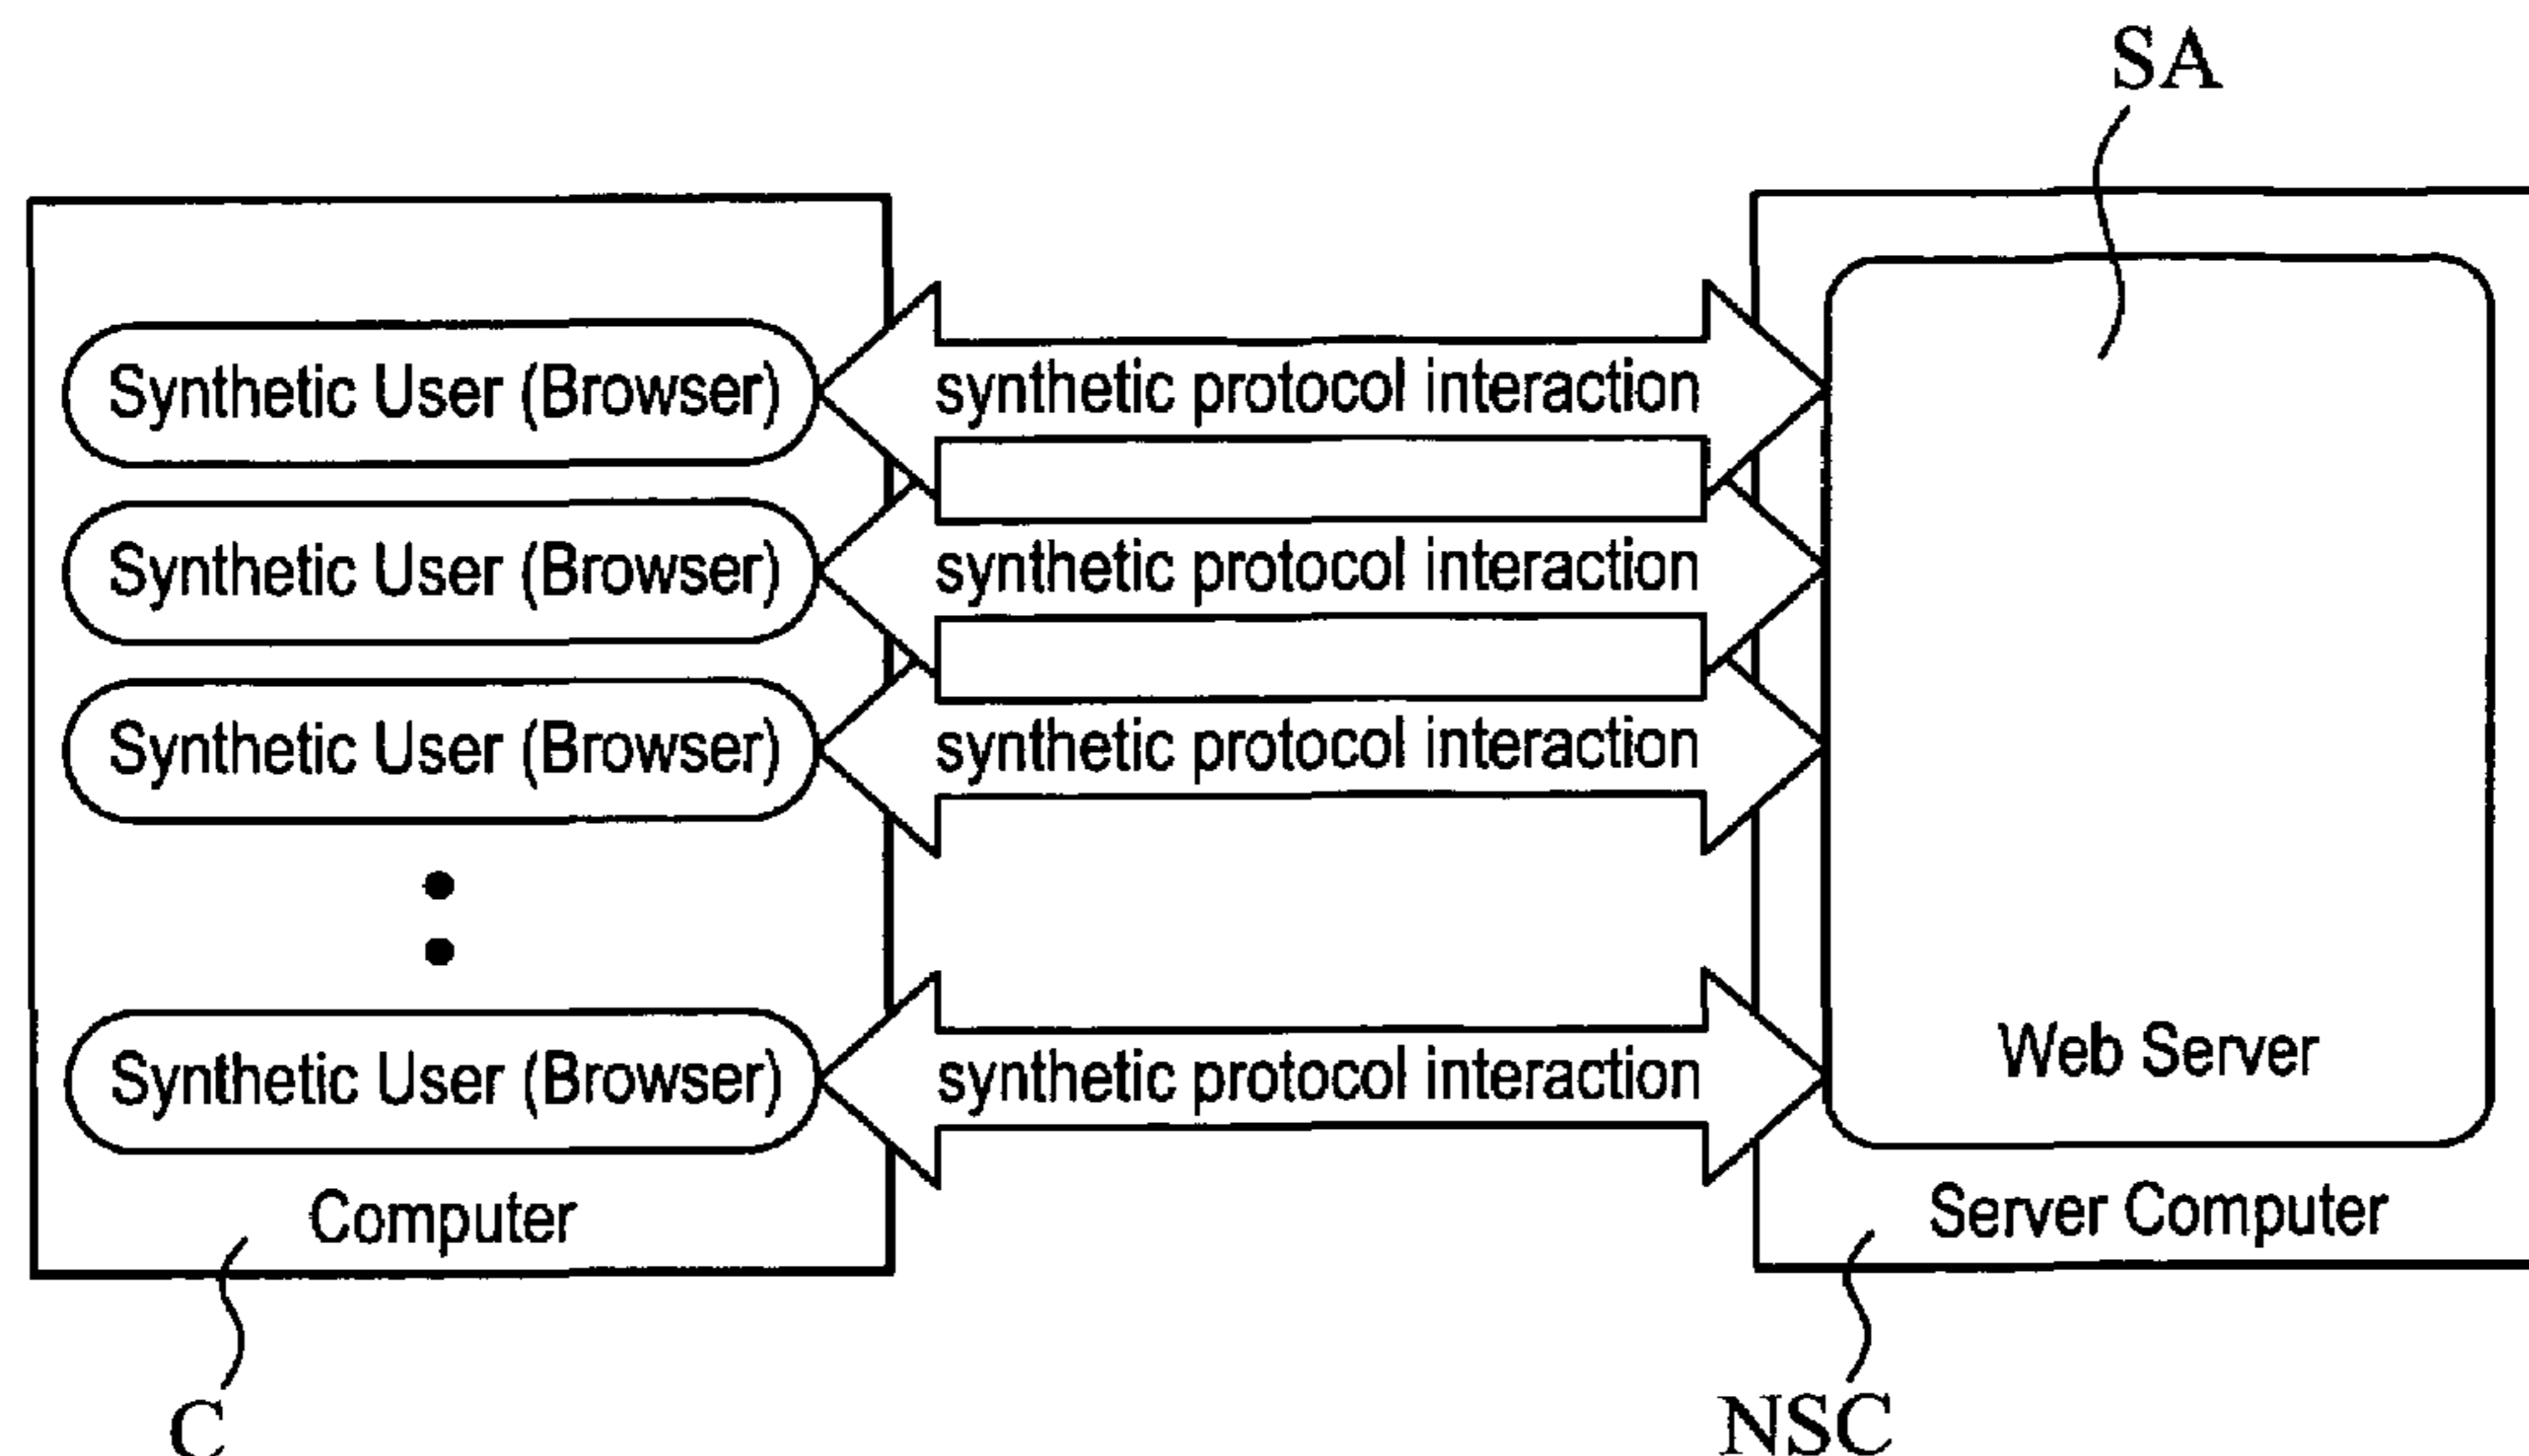 SA
Synthetic User (Browser)
synthetic protocol interaction
Synthetic User (Browser)
synthetic protocol interaction
Synthetic User (Browser)
synthetic protocol interaction
Synthetic User (Browser)
synthetic protocol interaction
Web Server
Computer
Server Computer
C
NSC